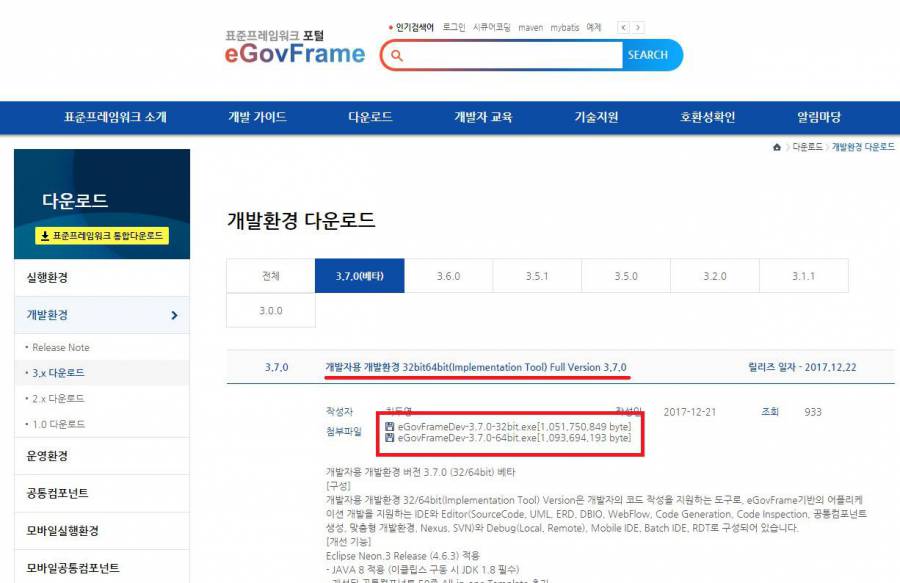 표준프레임워크 포털
eGovFrame
인기검색어 로그인 시큐어코딩 maven mybatis 예제
SEARCH
표준프레임워크 소개 개발 가이드 다운로드 개발자 교육 기술지원 호환성확인 알림마당
다운로드 개발환경 다운로드
다운로드
표준프레임워크 통합다운로드
실행환경
개발환경
• Release Note
• 3.x 다운로드
• 2.x 다운로드
• 1.0 다운로드
운영환경
공통컴포넌트
모바일실행환경
모바일공통컴포넌트
개발환경 다운로드
전체 3.7.0(베타) 3.6.0 3.5.1 3.5.0 3.2.0 3.1.1
3.0.0
3.7.0 개발자용 개발환경 32bit64bit(Implementation Tool) Full Version 3.7.0 릴리즈 일자 - 2017.12.22
작성자 작성일 2017-12-21 조회 933
첨부파일 eGovFrameDev-3.7.0-32bit.exe[1,051,750,849 byte]
eGovFrameDev-3.7.0-64bit.exe[1,093,694,193 byte]
개발자용 개발환경 버전 3.7.0 (32/64bit) 베타
[구성]
개발자용 개발환경 32/64bit(Implementation Tool) Version은 개발자의 코드 작성을 지원하는 도구로, eGovFrame기반의 어플리케
이션 개발을 지원하는 IDE와 Editor(SourceCode, UML, ERD, DBIO, WebFlow, Code Generation, Code Inspection, 공통컴포넌트
생성, 맞춤형 개발환경, Nexus, SVN)와 Debug(Local, Remote), Mobile IDE, Batch IDE, RDT로 구성되어 있습니다.
[개선 기능]
Eclipse Neon.3 Release (4.6.3) 적용
- JAVA 8 적용 (이클립스 구동 시 JDK 1.8 필수)